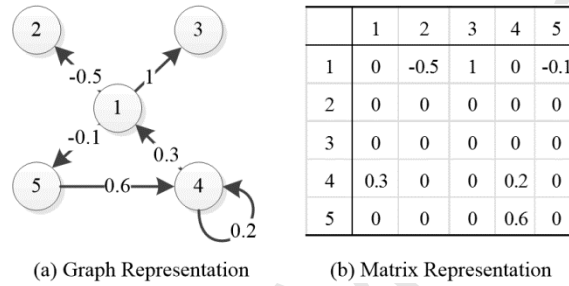 2
3
-0.5
1
1
-0.1
0.3
5
0.6
4
0.2
(a) Graph Representation
1 2 3 4 5
1 0 -0.5 1 0 -0.1
2 0 0 0 0 0
3 0 0 0 0 0
4 0.3 0 0 0.2 0
5 0 0 0 0.6 0
(b) Matrix Representation